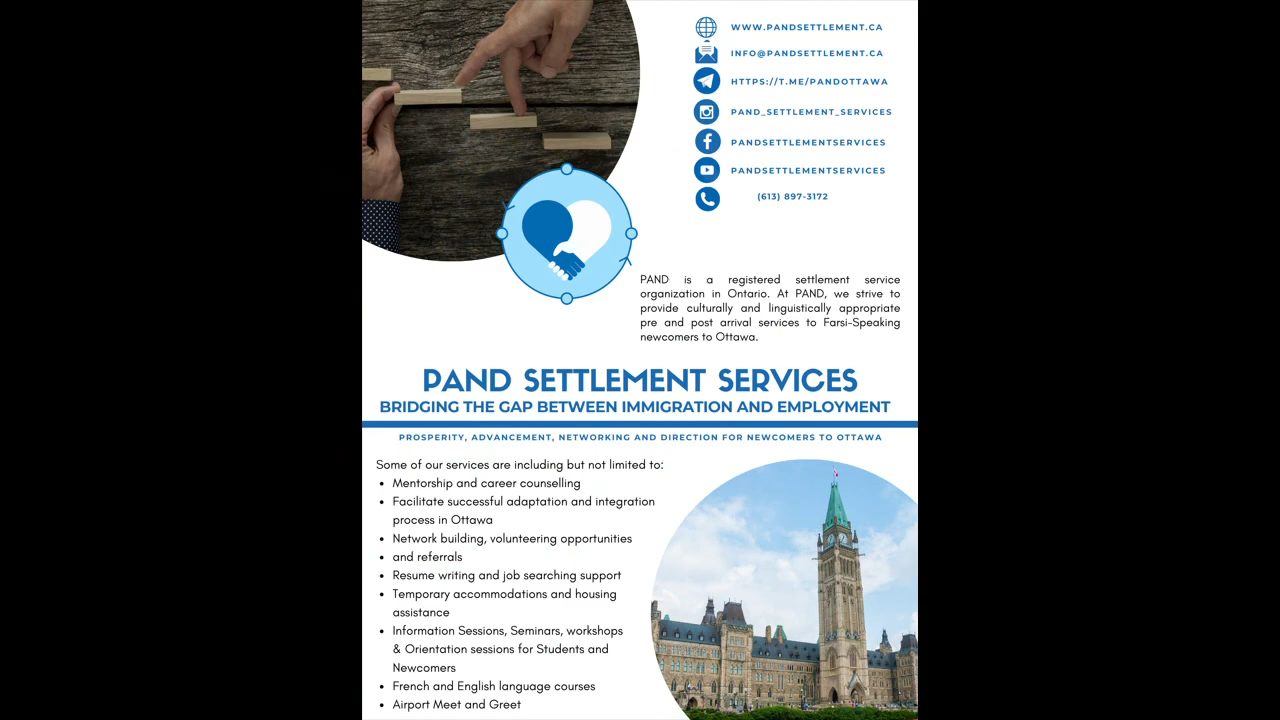 WWW.PANDSETTLEMENT.CA
INFO@PANDSETTLEMENT.CA
HTTPS://T.ME/PANDOTTAWA
PAND_SETTLEMENT_SERVICES
PANDSETTLEMENTSERVICES
PANDSETTLEMENTSERVICES
(613) 897-3172
PAND is a registered settlement service
organization in Ontario. At PAND, we strive to
provide culturally and linguistically appropriate
pre and post arrival services to Farsi-Speaking
newcomers to Ottawa.
PAND SETTLEMENT SERVICES
BRIDGING THE GAP BETWEEN IMMIGRATION AND EMPLOYMENT
PROSPERITY, ADVANCEMENT, NETWORKING AND DIRECTION FOR NEWCOMERS TO OTTAWA
Some of our services are including but not limited to:
• Mentorship and career counselling
• Facilitate successful adaptation and integration
process in Ottawa
• Network building, volunteering opportunities
• and referrals
• Resume writing and job searching support
• Temporary accommodations and housing
assistance
• Information Sessions, Seminars, workshops
& Orientation sessions for Students and
Newcomers
• French and English language courses
• Airport Meet and Greet